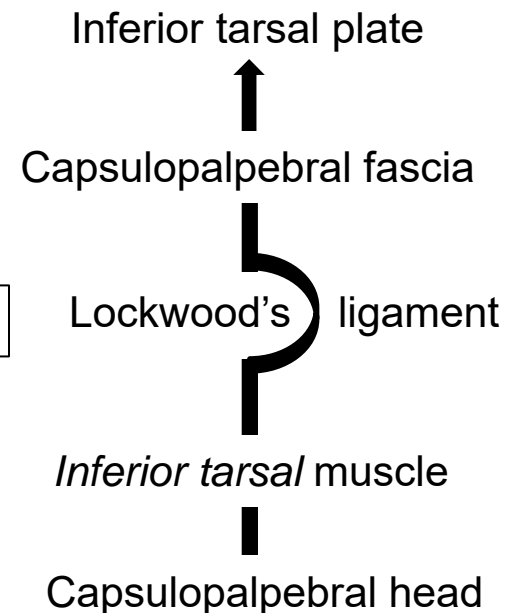 Inferior tarsal plate
Capsulopalpebral fascia
Lockwood's ligament
Inferior tarsal muscle
Capsulopalpebral head